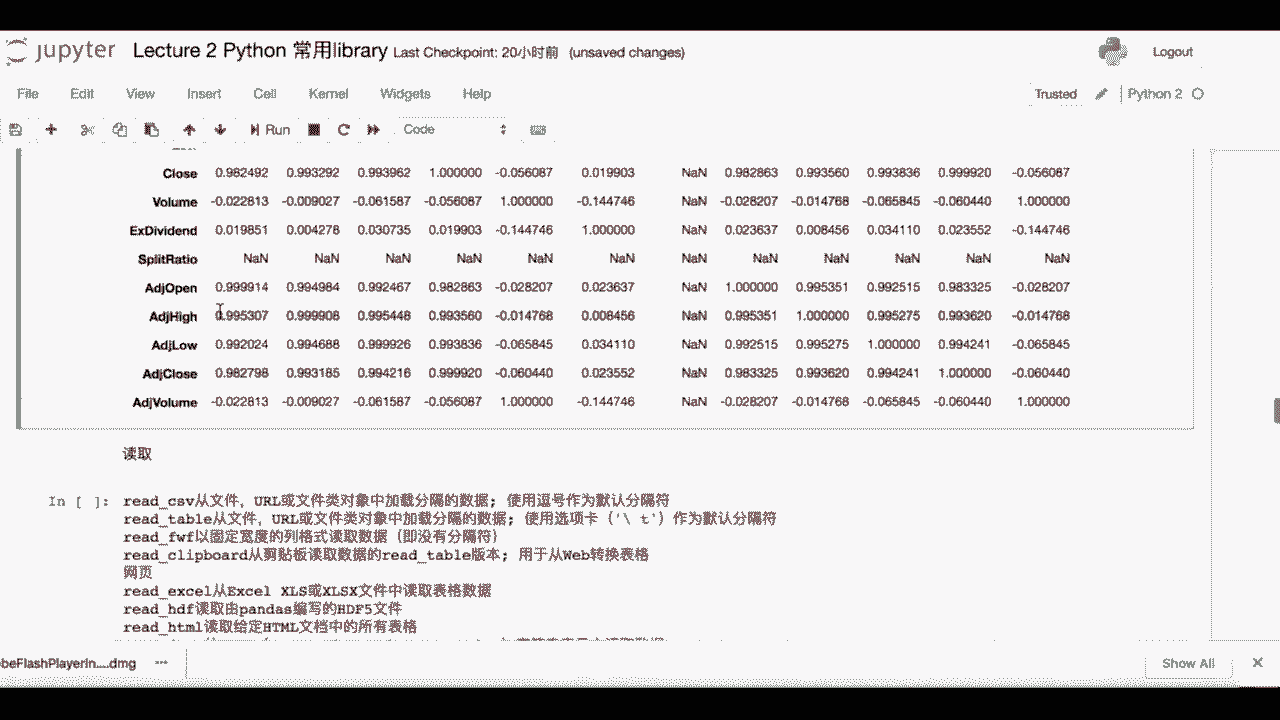 jupyter Lecture 2 Python 常用library Last Checkpoint: 20小时前 (unsaved changes) Logout
File Edit View Insert Cell Kernel Widgets Help Trusted Python 2
Run Code
Close 0.982492 0.993292 0.993962 1.000000 -0.056087 0.019903 NaN 0.982863 0.993560 0.993836 0.999920 -0.056087
Volume -0.022813 -0.009027 -0.061587 -0.056087 1.000000 -0.144746 NaN -0.028207 -0.014768 -0.065845 -0.060440 1.000000
ExDividend 0.019851 0.004278 0.030735 0.019903 -0.144746 1.000000 NaN 0.023637 0.008456 0.034110 0.023552 -0.144746
SplitRatio NaN NaN NaN NaN NaN NaN NaN NaN NaN NaN NaN NaN
AdjOpen 0.999914 0.994984 0.992467 0.982863 -0.028207 0.023637 NaN 1.000000 0.995351 0.992515 0.983325 -0.028207
AdjHigh 0.995307 0.999908 0.995448 0.993560 -0.014768 0.008456 NaN 0.995351 1.000000 0.995275 0.993620 -0.014768
AdjLow 0.992024 0.994688 0.999926 0.993836 -0.065845 0.034110 NaN 0.992515 0.995275 1.000000 0.994241 -0.065845
AdjClose 0.982798 0.993185 0.994216 0.999920 -0.060440 0.023552 NaN 0.983325 0.993620 0.994241 1.000000 -0.060440
AdjVolume -0.022813 -0.009027 -0.061587 -0.056087 1.000000 -0.144746 NaN -0.028207 -0.014768 -0.065845 -0.060440 1.000000
读取
In [ ]: read_csv从文件，URL或文件类对象中加载分隔的数据; 使用逗号作为默认分隔符
read_table从文件，URL或文件类对象中加载分隔的数据; 使用选项卡（'\ t'）作为默认分隔符
read_fwf以固定宽度的列格式读取数据（即没有分隔符）
read_clipboard从剪贴板读取数据的read_table版本; 用于从Web转换表格
网页
read_excel从Excel XLS或XLSX文件中读取表格数据
read_hdf读取由pandas编写的HDF5文件
read_html读取给定HTML文档中的所有表格
obeFlashPlayerIn....dmg Show All